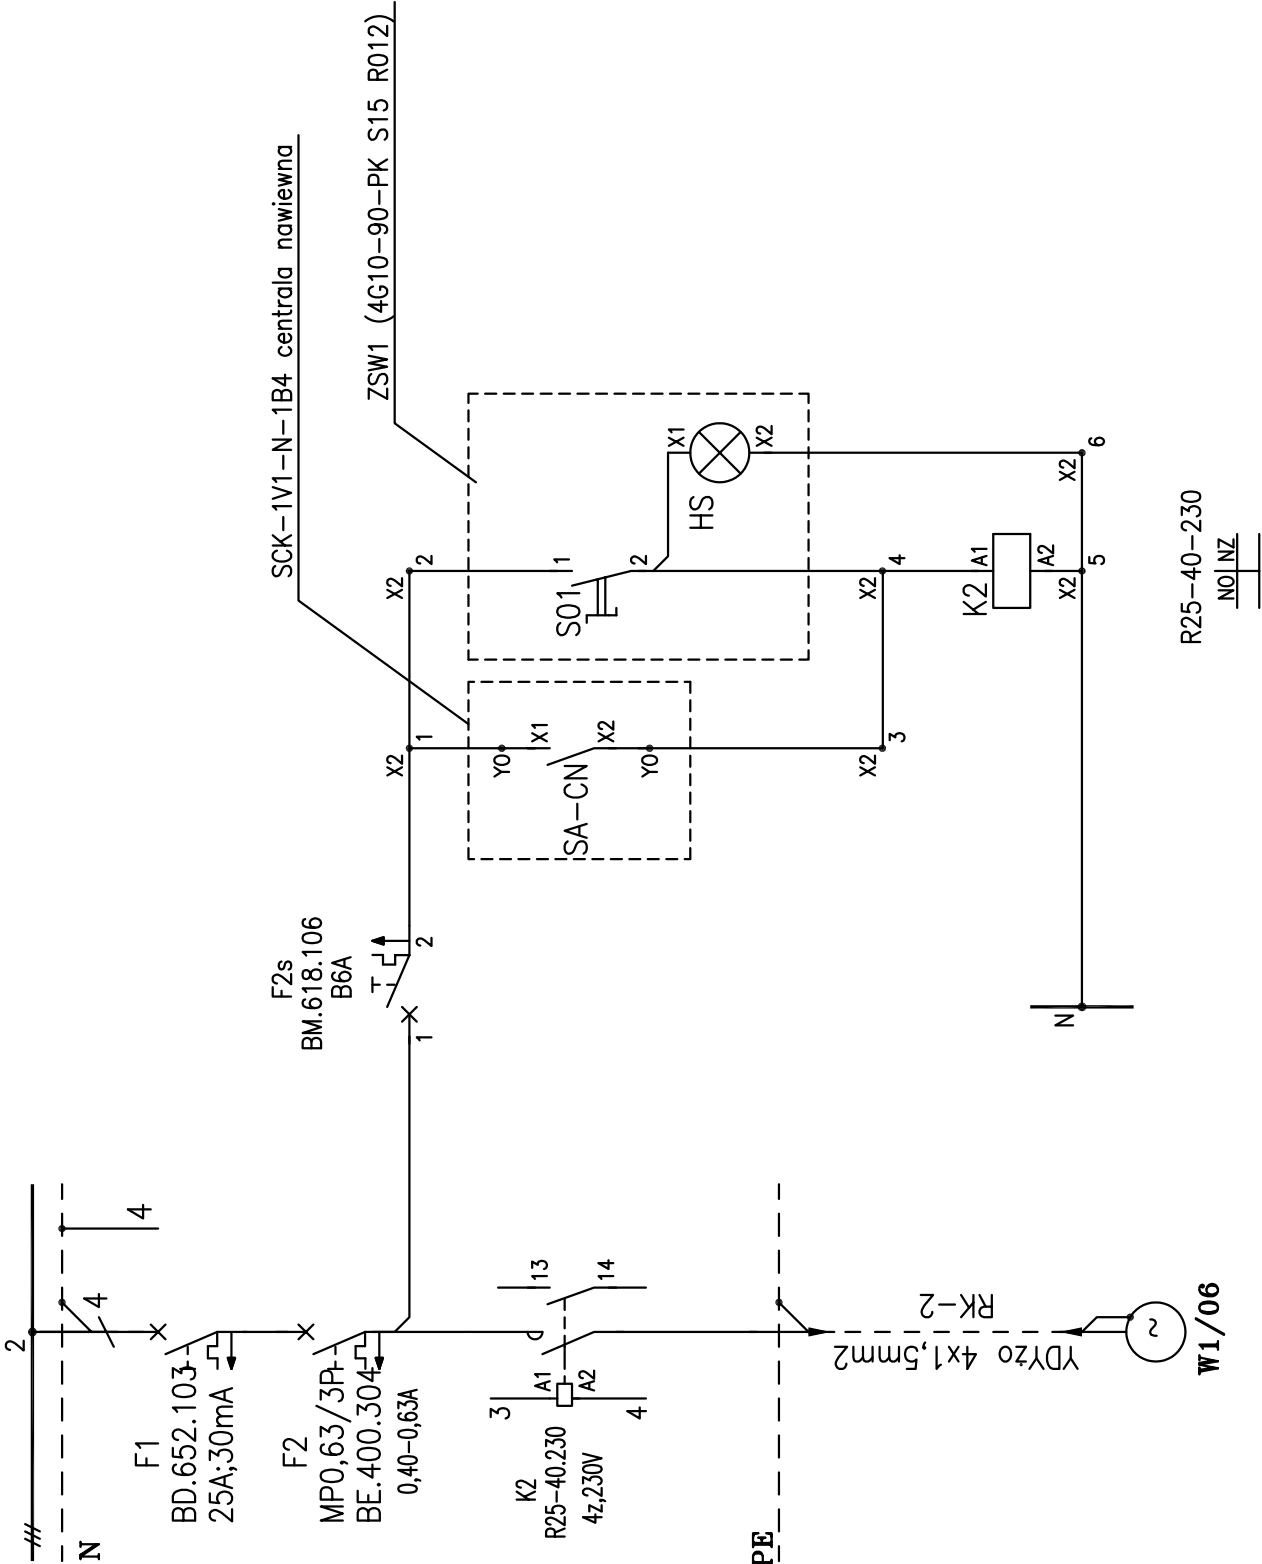 ZSW1 (4G10-90-PK S15 R012)
SCK-1V1-N-1B4 centrala nawiewna
2
N
4
4
F1
BD.652.103
25A;30mA
F2
MP0,63/3P
BE.400.304
0,40-0,63A
F2s
BM.618.106
B6A
1
2
X2
1
X2
2
Y0
X1
SA-CN
X2
Y0
1
S01
2
X1
HS
X2
X2
3
X2
4
A1
K2
A2
X2
5
X2
6
N
R25-40-230
NO NZ
13
14
3
A1
A2
4
K2
R25-40.230
4z,230V
PE
RK-2
YDYżo 4x1,5mm2
~
W1/06